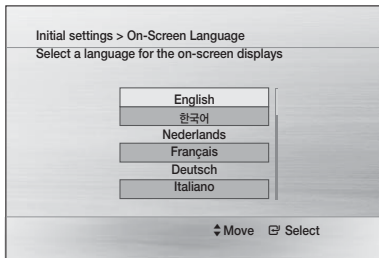 Initial settings > On-Screen Language
Select a language for the on-screen displays
English
한국어
Nederlands
Français
Deutsch
Italiano
Move Select